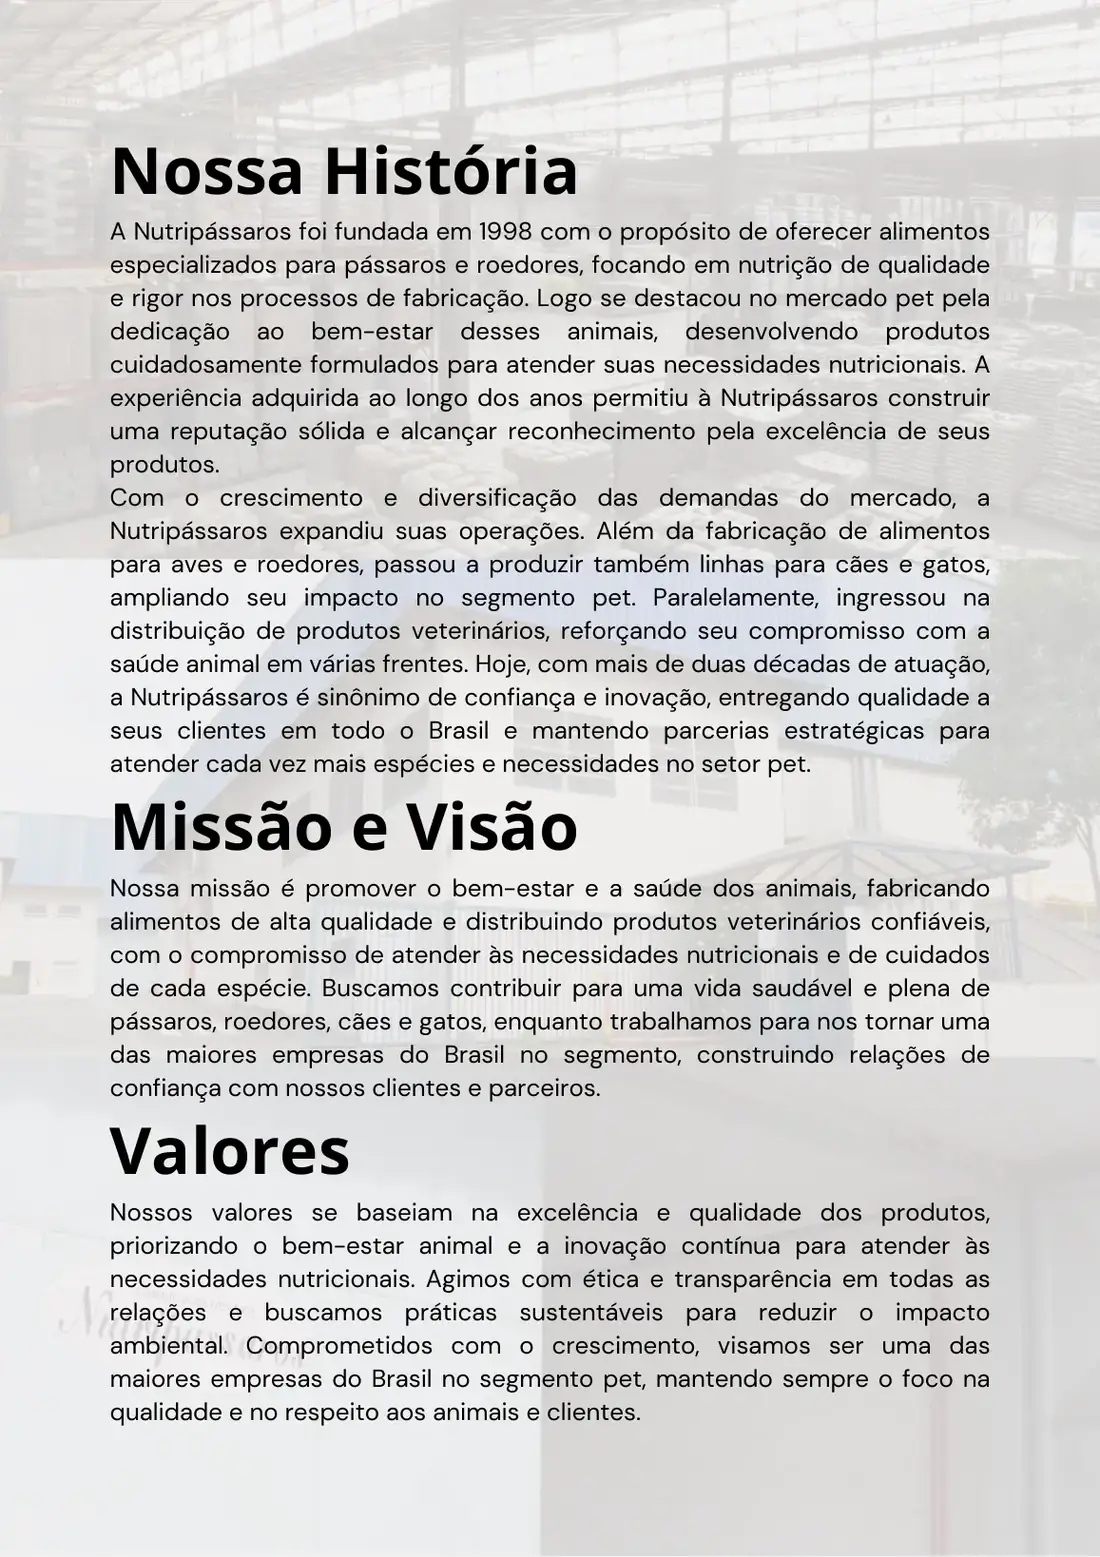 Nossa História
A Nutripássaros foi fundada em 1998 com o propósito de oferecer alimentos
especializados para pássaros e roedores, focando em nutrição de qualidade
e rigor nos processos de fabricação. Logo se destacou no mercado pet pela
dedicação ao bem-estar desses animais, desenvolvendo produtos
cuidadosamente formulados para atender suas necessidades nutricionais. A
experiência adquirida ao longo dos anos permitiu à Nutripássaros construir
uma reputação sólida e alcançar reconhecimento pela excelência de seus
produtos.
Com o crescimento e diversificação das demandas do mercado, a
Nutripássaros expandiu suas operações. Além da fabricação de alimentos
para aves e roedores, passou a produzir também linhas para cães e gatos,
ampliando seu impacto no segmento pet. Paralelamente, ingressou na
distribuição de produtos veterinários, reforçando seu compromisso com a
saúde animal em várias frentes. Hoje, com mais de duas décadas de atuação,
a Nutripássaros é sinônimo de confiança e inovação, entregando qualidade a
seus clientes em todo o Brasil e mantendo parcerias estratégicas para
atender cada vez mais espécies e necessidades no setor pet.
Missão e Visão
Nossa missão é promover o bem-estar e a saúde dos animais, fabricando
alimentos de alta qualidade e distribuindo produtos veterinários confiáveis,
com o compromisso de atender às necessidades nutricionais e de cuidados
de cada espécie. Buscamos contribuir para uma vida saudável e plena de
pássaros, roedores, cães e gatos, enquanto trabalhamos para nos tornar uma
das maiores empresas do Brasil no segmento, construindo relações de
confiança com nossos clientes e parceiros.
Valores
Nossos valores se baseiam na excelência e qualidade dos produtos,
priorizando o bem-estar animal e a inovação contínua para atender às
necessidades nutricionais. Agimos com ética e transparência em todas as
relações e buscamos práticas sustentáveis para reduzir o impacto
ambiental. Comprometidos com o crescimento, visamos ser uma das
maiores empresas do Brasil no segmento pet, mantendo sempre o foco na
qualidade e no respeito aos animais e clientes.
Nutripássaros